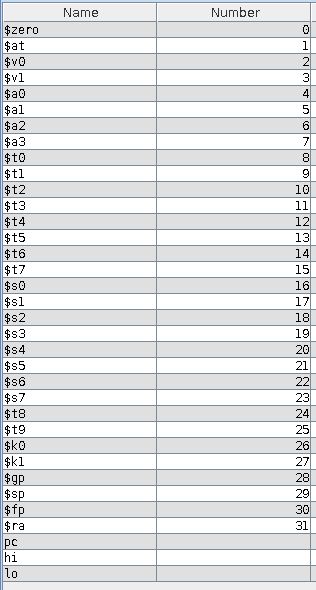 Name Number
$zero 0
$at 1
$v0 2
$v1 3
$a0 4
$a1 5
$a2 6
$a3 7
$t0 8
$t1 9
$t2 10
$t3 11
$t4 12
$t5 13
$t6 14
$t7 15
$s0 16
$s1 17
$s2 18
$s3 19
$s4 20
$s5 21
$s6 22
$s7 23
$t8 24
$t9 25
$k0 26
$k1 27
$gp 28
$sp 29
$fp 30
$ra 31
pc
hi
lo